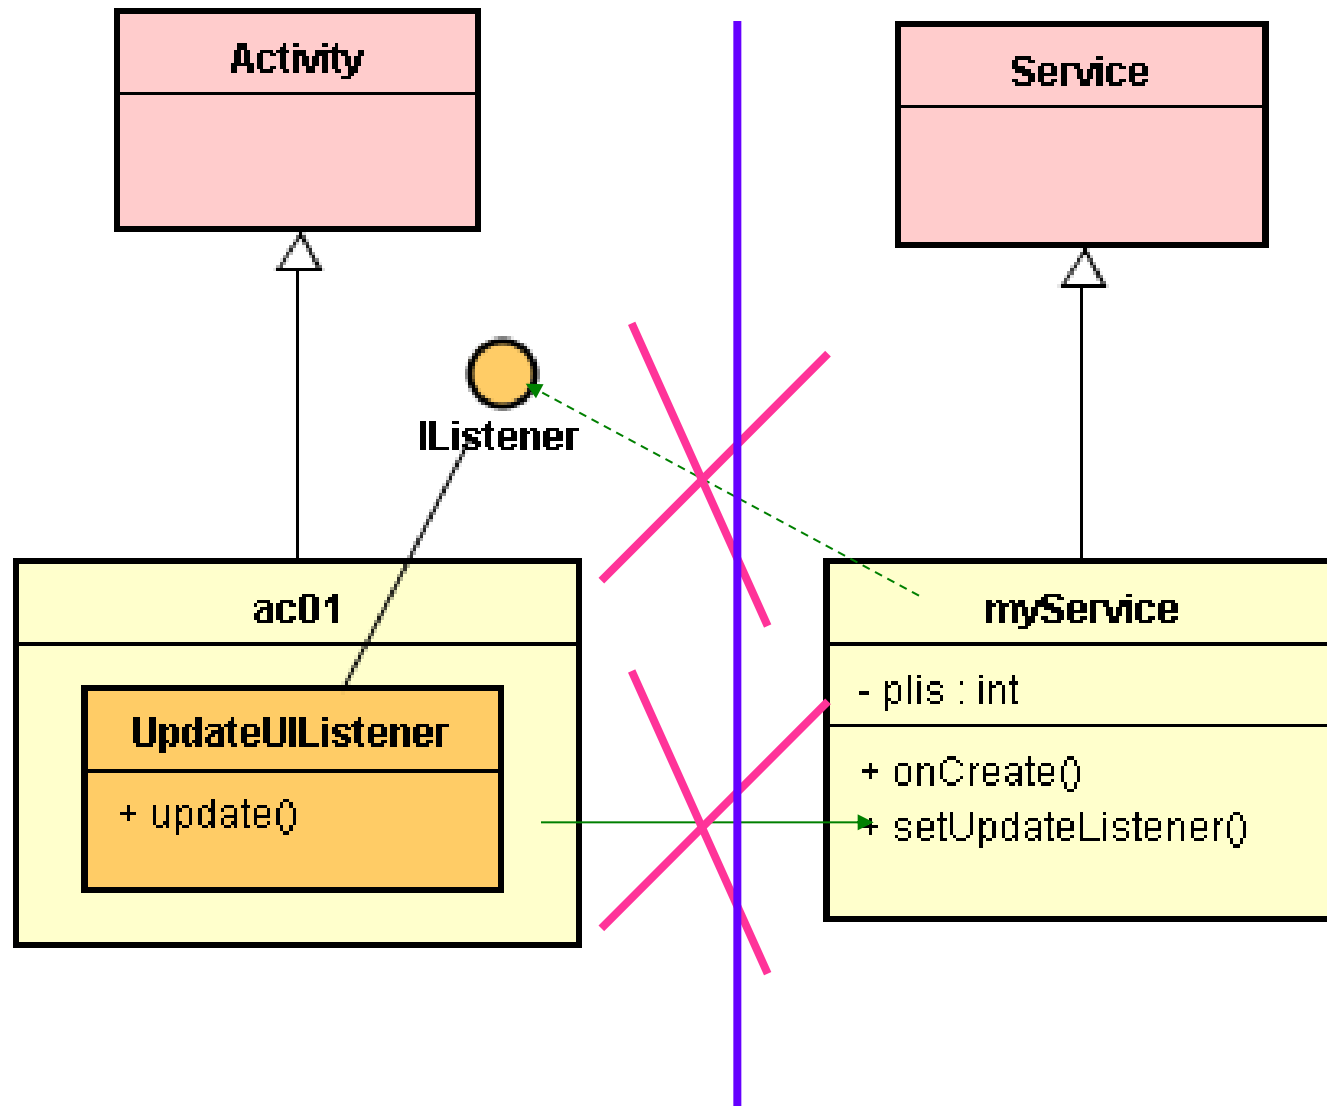 Activity
Service
IListener
ac01
UpdateUIListener
+ update()
myService
- plis : int
+ onCreate()
+ setUpdateListener()